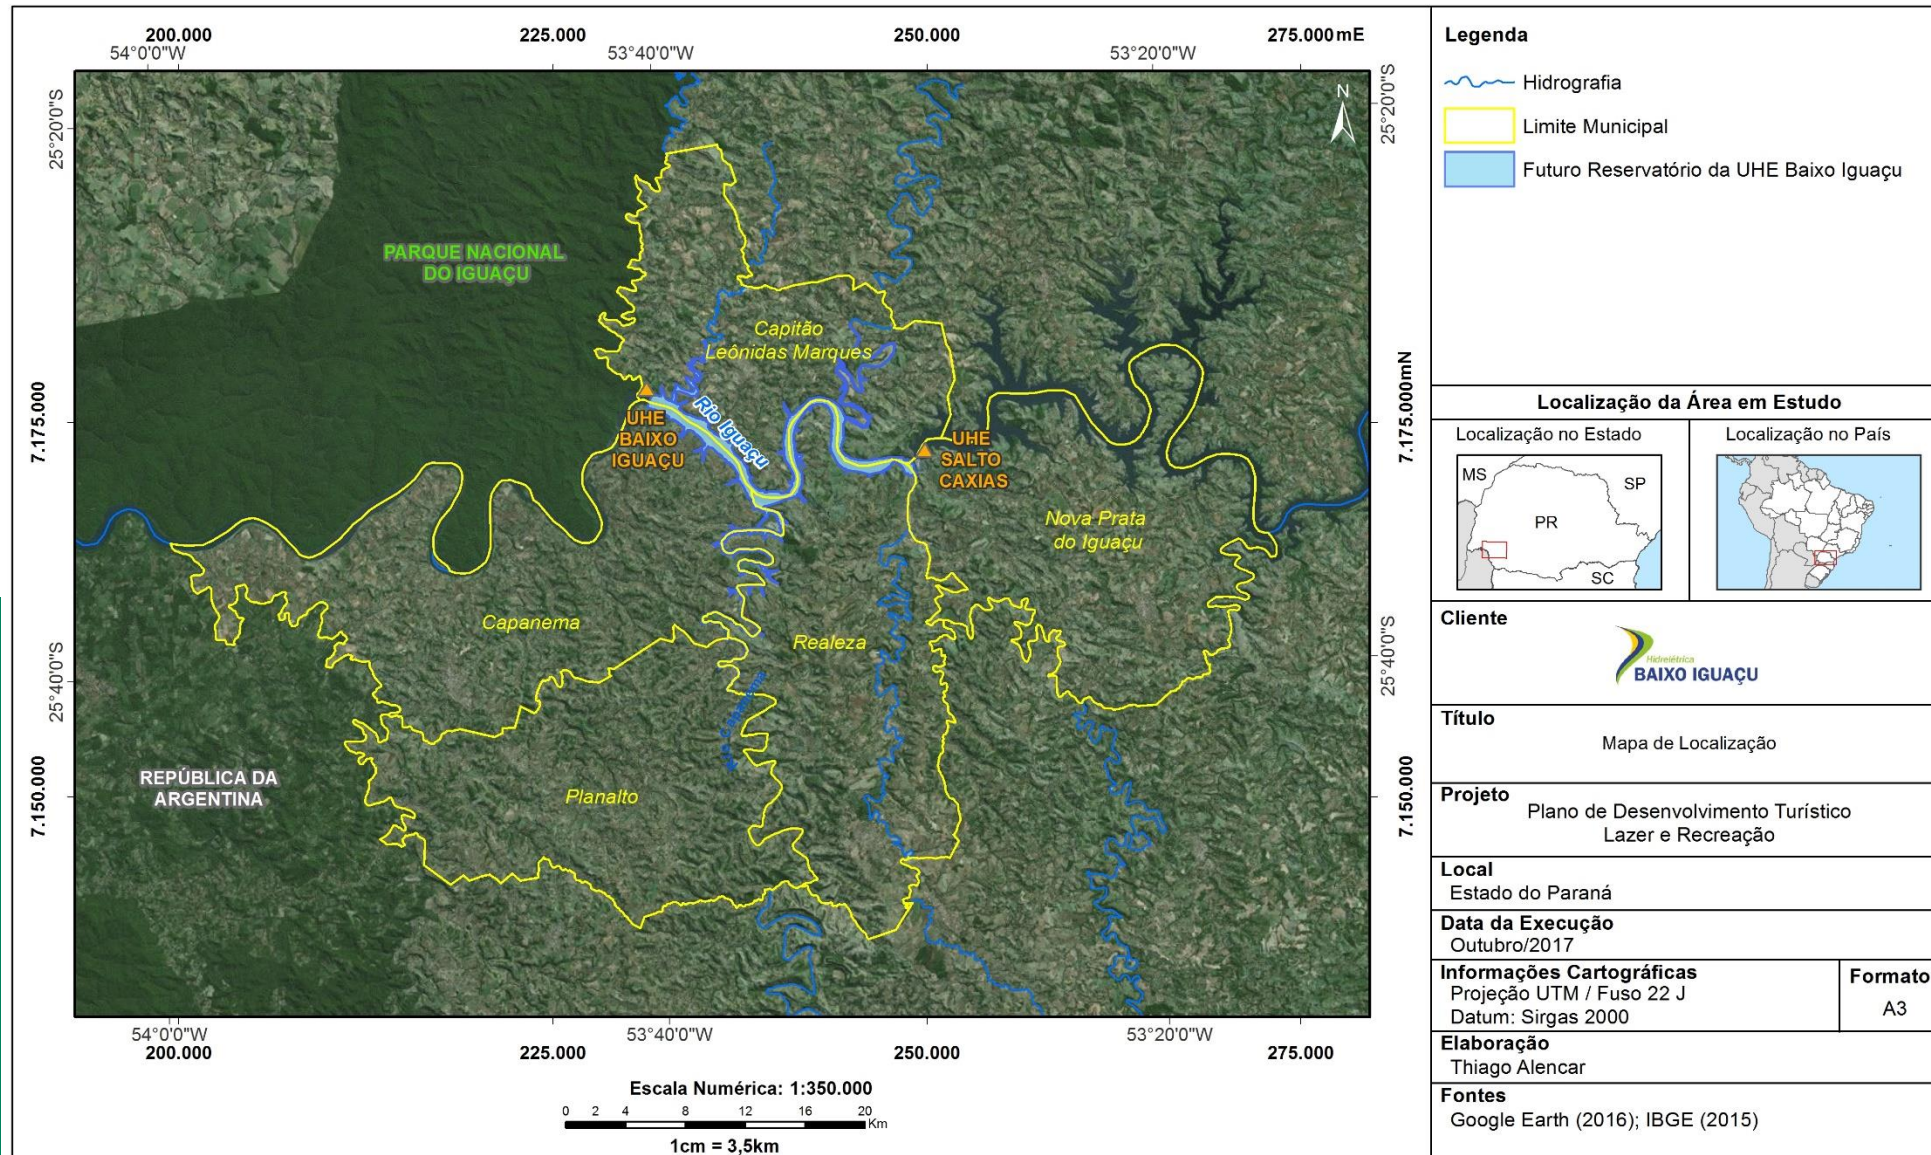 200.000
225.000
250.000
275.000 mE
54°0'0"W
53°40'0"W
53°20'0"W
25°20'0"S
25°20'0"S
N
PARQUE NACIONAL
DO IGUAÇU
Capitão
Leônidas Marques
7.175.000
7.175.000mN
Rio Iguaçu
UHE
BAIXO
IGUAÇU
UHE
SALTO
CAXIAS
Nova Prata
do Iguaçu
Capanema
Realeza
25°40'0"S
25°40'0"S
Rio Capanema
REPÚBLICA DA
ARGENTINA
Planalto
7.150.000
7.150.000
54°0'0"W
53°40'0"W
53°20'0"W
200.000
225.000
250.000
275.000
Escala Numérica: 1:350.000
0 2 4 8 12 16 20
Km
1cm = 3,5km
Legenda
Hidrografia
Limite Municipal
Futuro Reservatório da UHE Baixo Iguaçu
Localização da Área em Estudo
Localização no Estado
Localização no País
MS
SP
PR
SC
Cliente
Hidrelétrica
BAIXO IGUAÇU
Título
Mapa de Localização
Projeto
Plano de Desenvolvimento Turístico
Lazer e Recreação
Local
Estado do Paraná
Data da Execução
Outubro/2017
Informações Cartográficas
Projeção UTM / Fuso 22 J
Datum: Sirgas 2000
Formato
A3
Elaboração
Thiago Alencar
Fontes
Google Earth (2016); IBGE (2015)